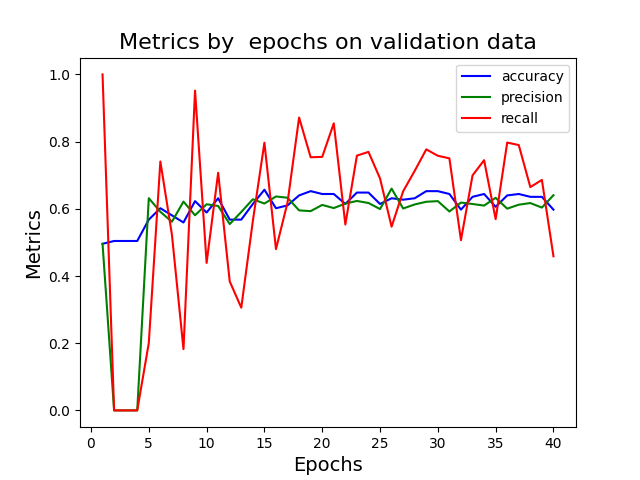 Metrics by  epochs on validation data
accuracy
precision
recall
1.0
0.8
0.6
0.4
0.2
0.0
Metrics
0 5 10 15 20 25 30 35 40
Epochs